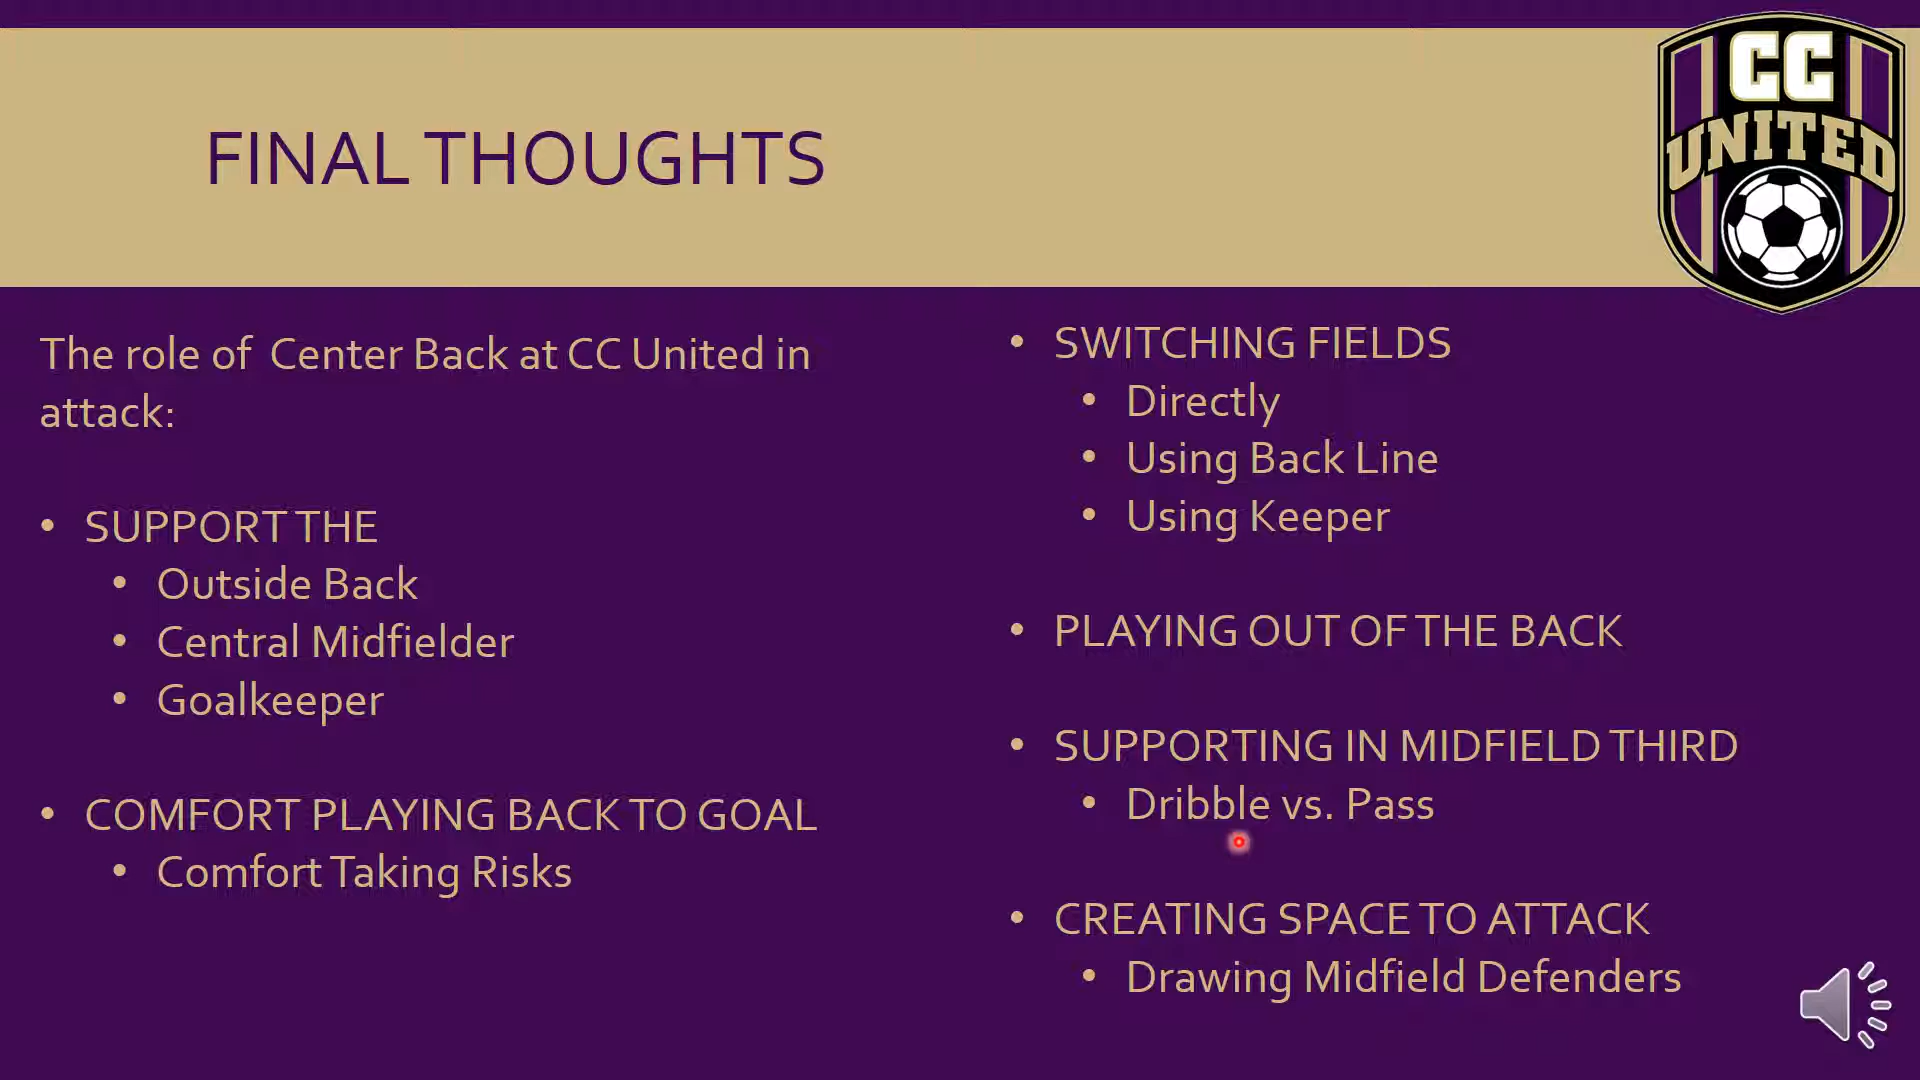 FINAL THOUGHTS
CC
UNITED
The role of  Center Back at CC United in
attack:
• SUPPORT THE
• Outside Back
• Central Midfielder
• Goalkeeper
• COMFORT PLAYING BACK TO GOAL
• Comfort Taking Risks
• SWITCHING FIELDS
• Directly
• Using Back Line
• Using Keeper
• PLAYING OUT OF THE BACK
• SUPPORTING IN MIDFIELD THIRD
• Dribble vs. Pass
• CREATING SPACE TO ATTACK
• Drawing Midfield Defenders